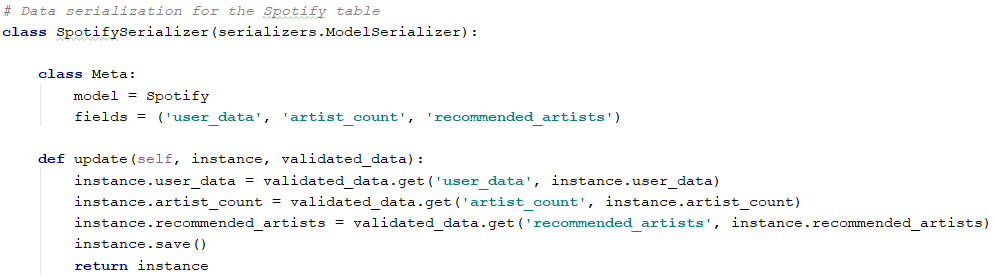 # Data serialization for the Spotify table
class SpotifySerializer(serializers.ModelSerializer):
    class Meta:
        model = Spotify
        fields = ('user_data', 'artist_count', 'recommended_artists')
    def update(self, instance, validated_data):
        instance.user_data = validated_data.get('user_data', instance.user_data)
        instance.artist_count = validated_data.get('artist_count', instance.artist_count)
        instance.recommended_artists = validated_data.get('recommended_artists', instance.recommended_artists)
        instance.save()
        return instance